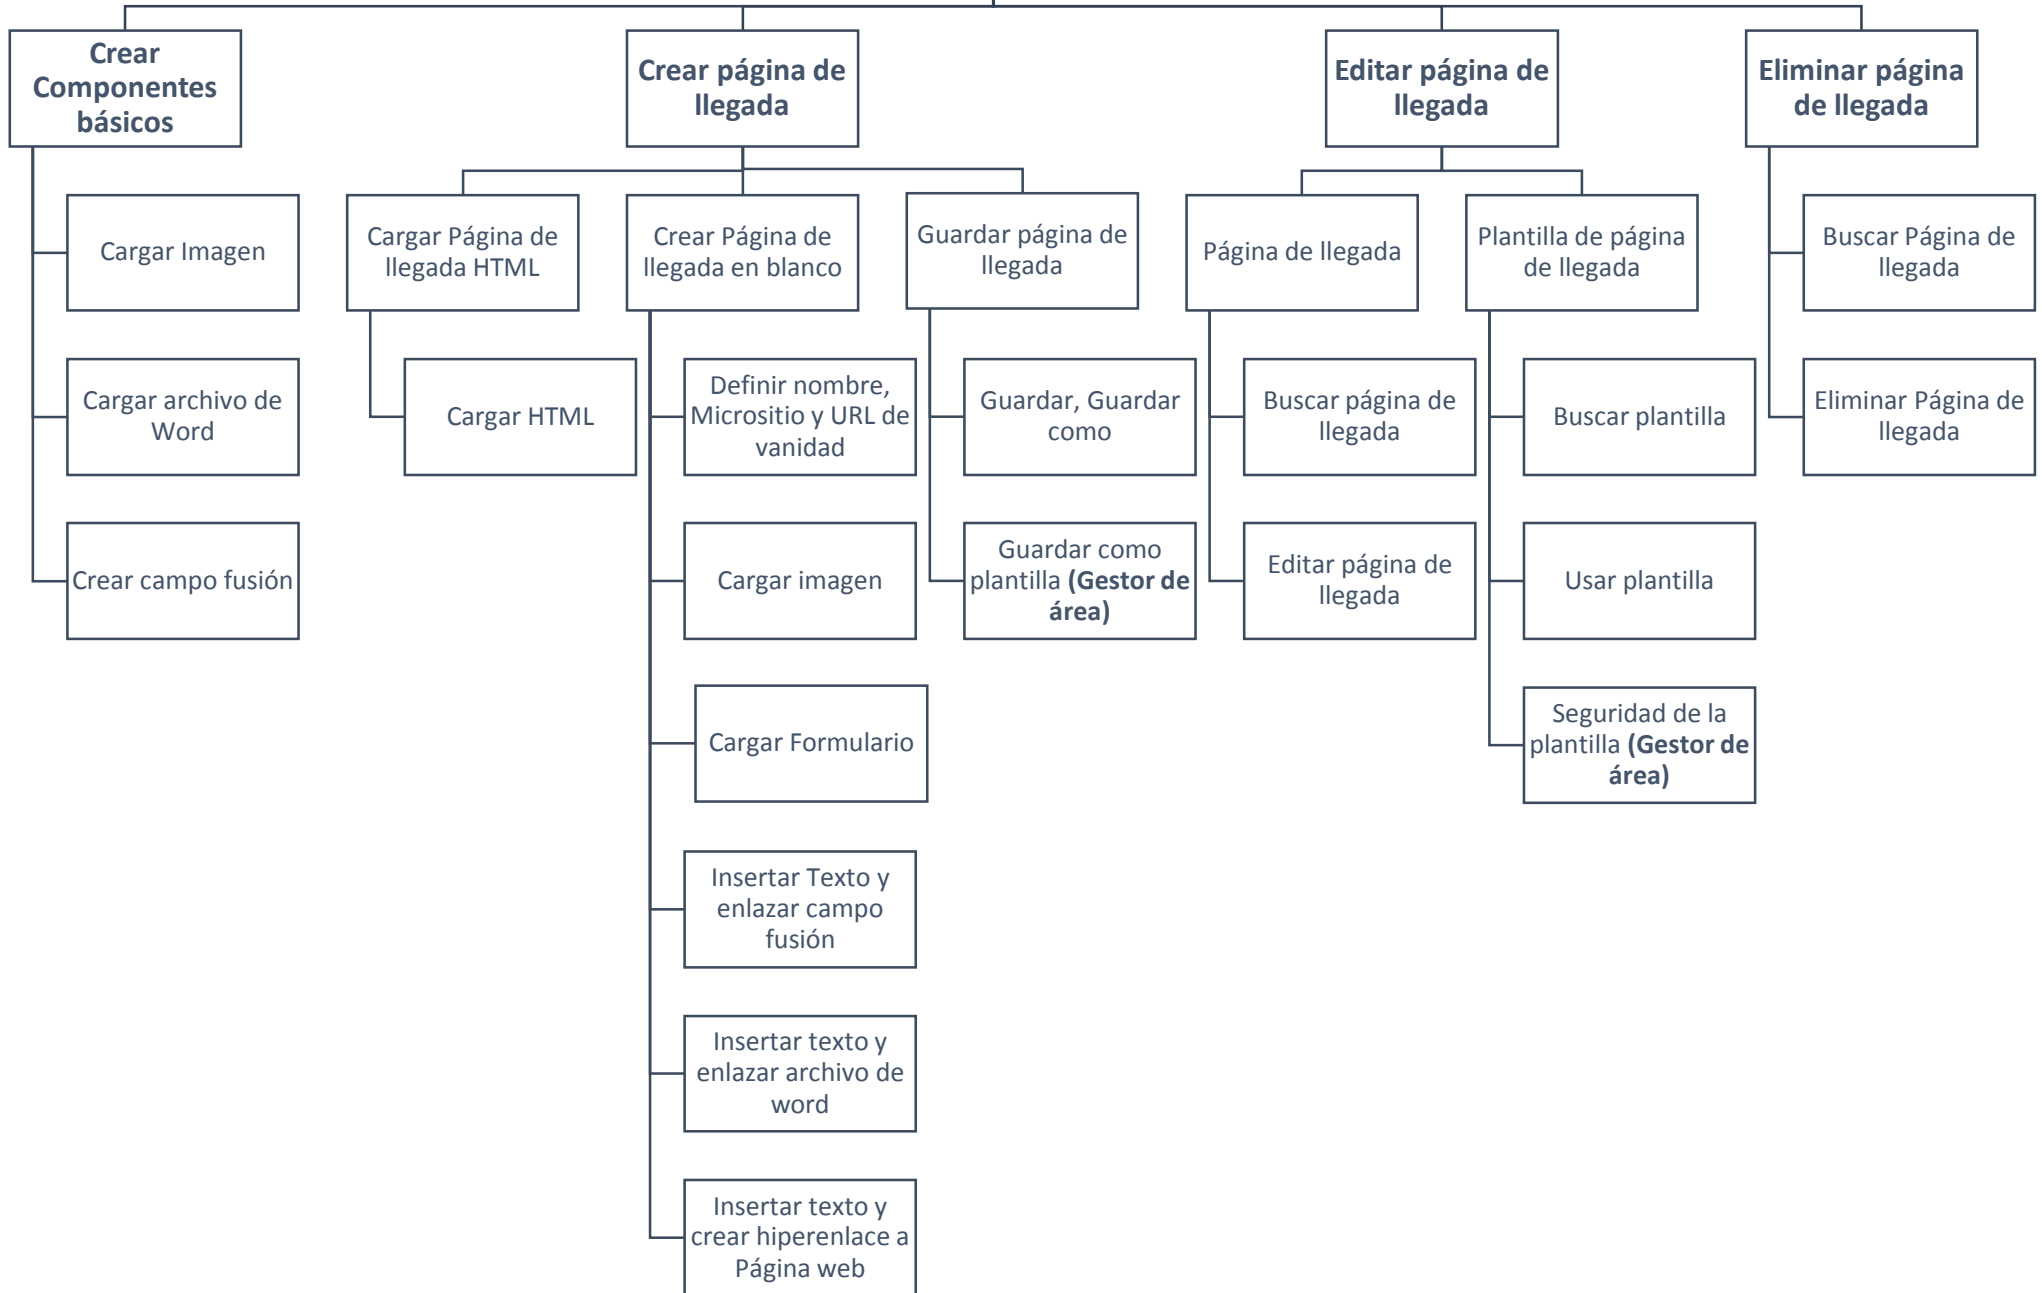 Crear
Componentes
básicos
Crear página de
llegada
Editar página de
llegada
Eliminar página
de llegada
Cargar Imagen
Cargar Página de
llegada HTML
Crear Página de
llegada en blanco
Guardar página de
llegada
Página de llegada
Plantilla de página
de llegada
Buscar Página de
llegada
Cargar archivo de
Word
Cargar HTML
Definir nombre,
Micrositio y URL de
vanidad
Guardar, Guardar
como
Buscar página de
llegada
Buscar plantilla
Eliminar Página de
llegada
Crear campo fusión
Cargar imagen
Guardar como
plantilla (Gestor de
área)
Editar página de
llegada
Usar plantilla
Cargar Formulario
Seguridad de la
plantilla (Gestor de
área)
Insertar Texto y
enlazar campo
fusión
Insertar texto y
enlazar archivo de
word
Insertar texto y
crear hiperenlace a
Página web